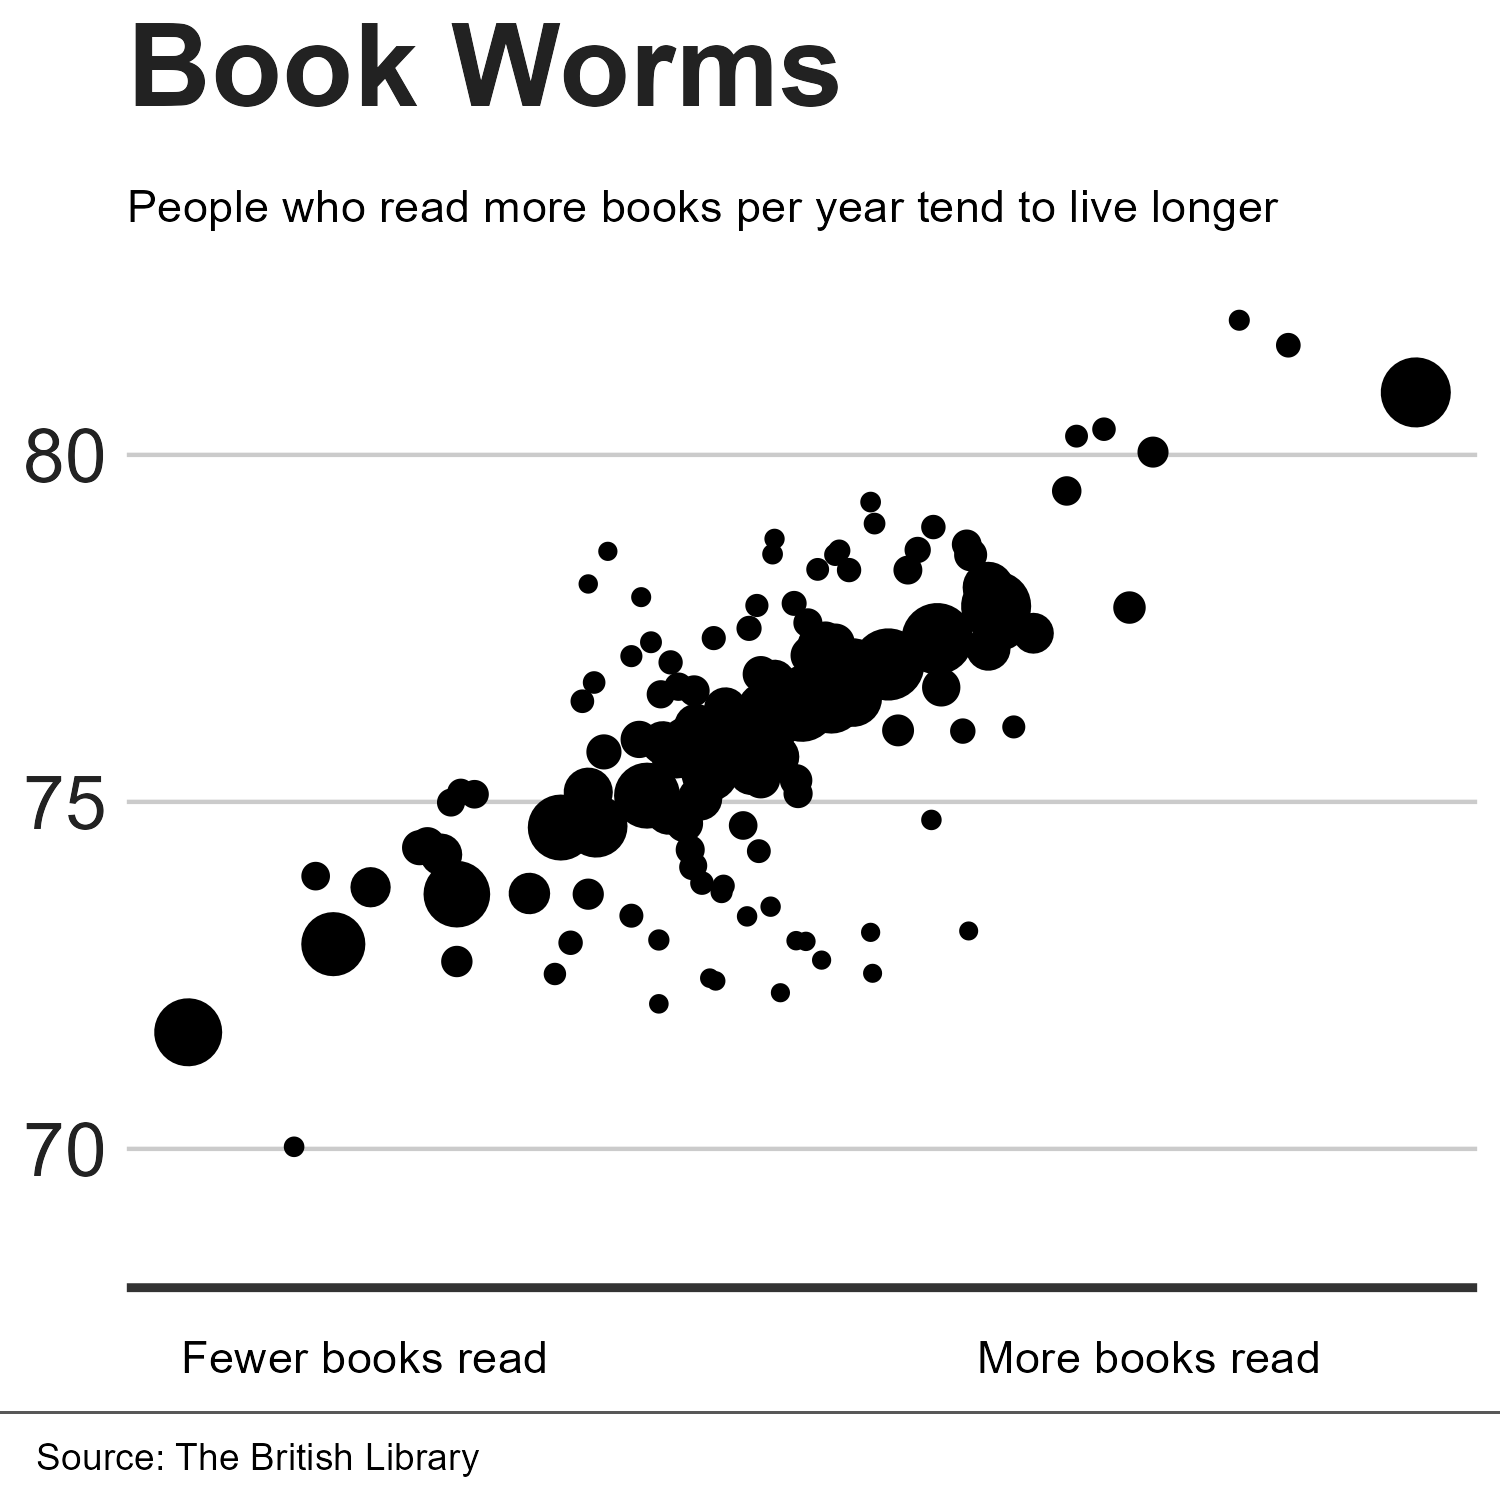 Book Worms
People who read more books per year tend to live longer
80
75
70
Fewer books read More books read
Source: The British Library